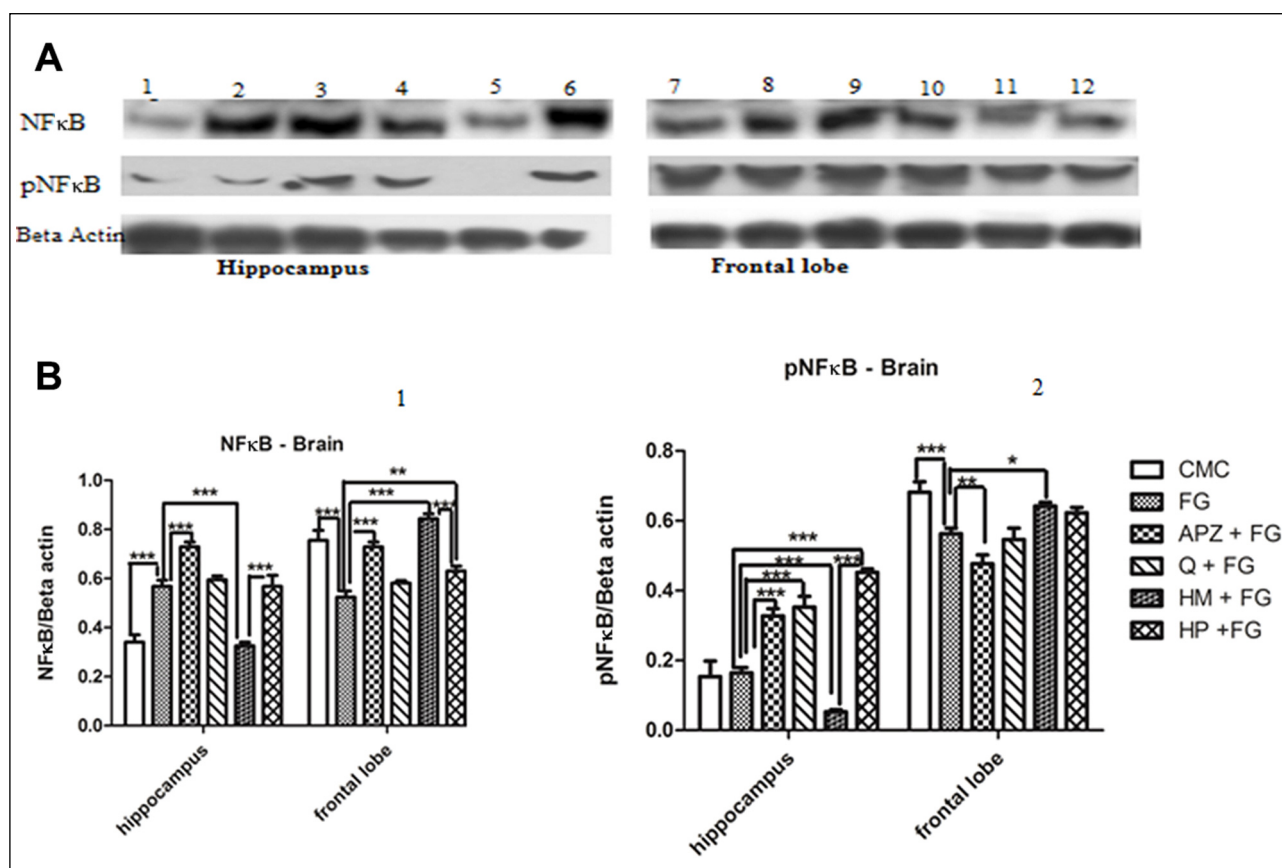 A
1 2 3 4 5 6 7 8 9 10 11 12
NFκB
pNFκB
Beta Actin
Hippocampus Frontal lobe
B
1
NFκB - Brain
NFκB/Beta actin
1.0
0.8
0.6
0.4
0.2
0.0
*** *** *** ***
*** *** *** ** ***
hippocampus
frontal lobe
pNFκB - Brain
2
pNFκB/Beta actin
0.8
0.6
0.4
0.2
0.0
*** *** *** *** ***
*** ** *
hippocampus
frontal lobe
CMC
FG
APZ + FG
Q + FG
HM + FG
HP +FG